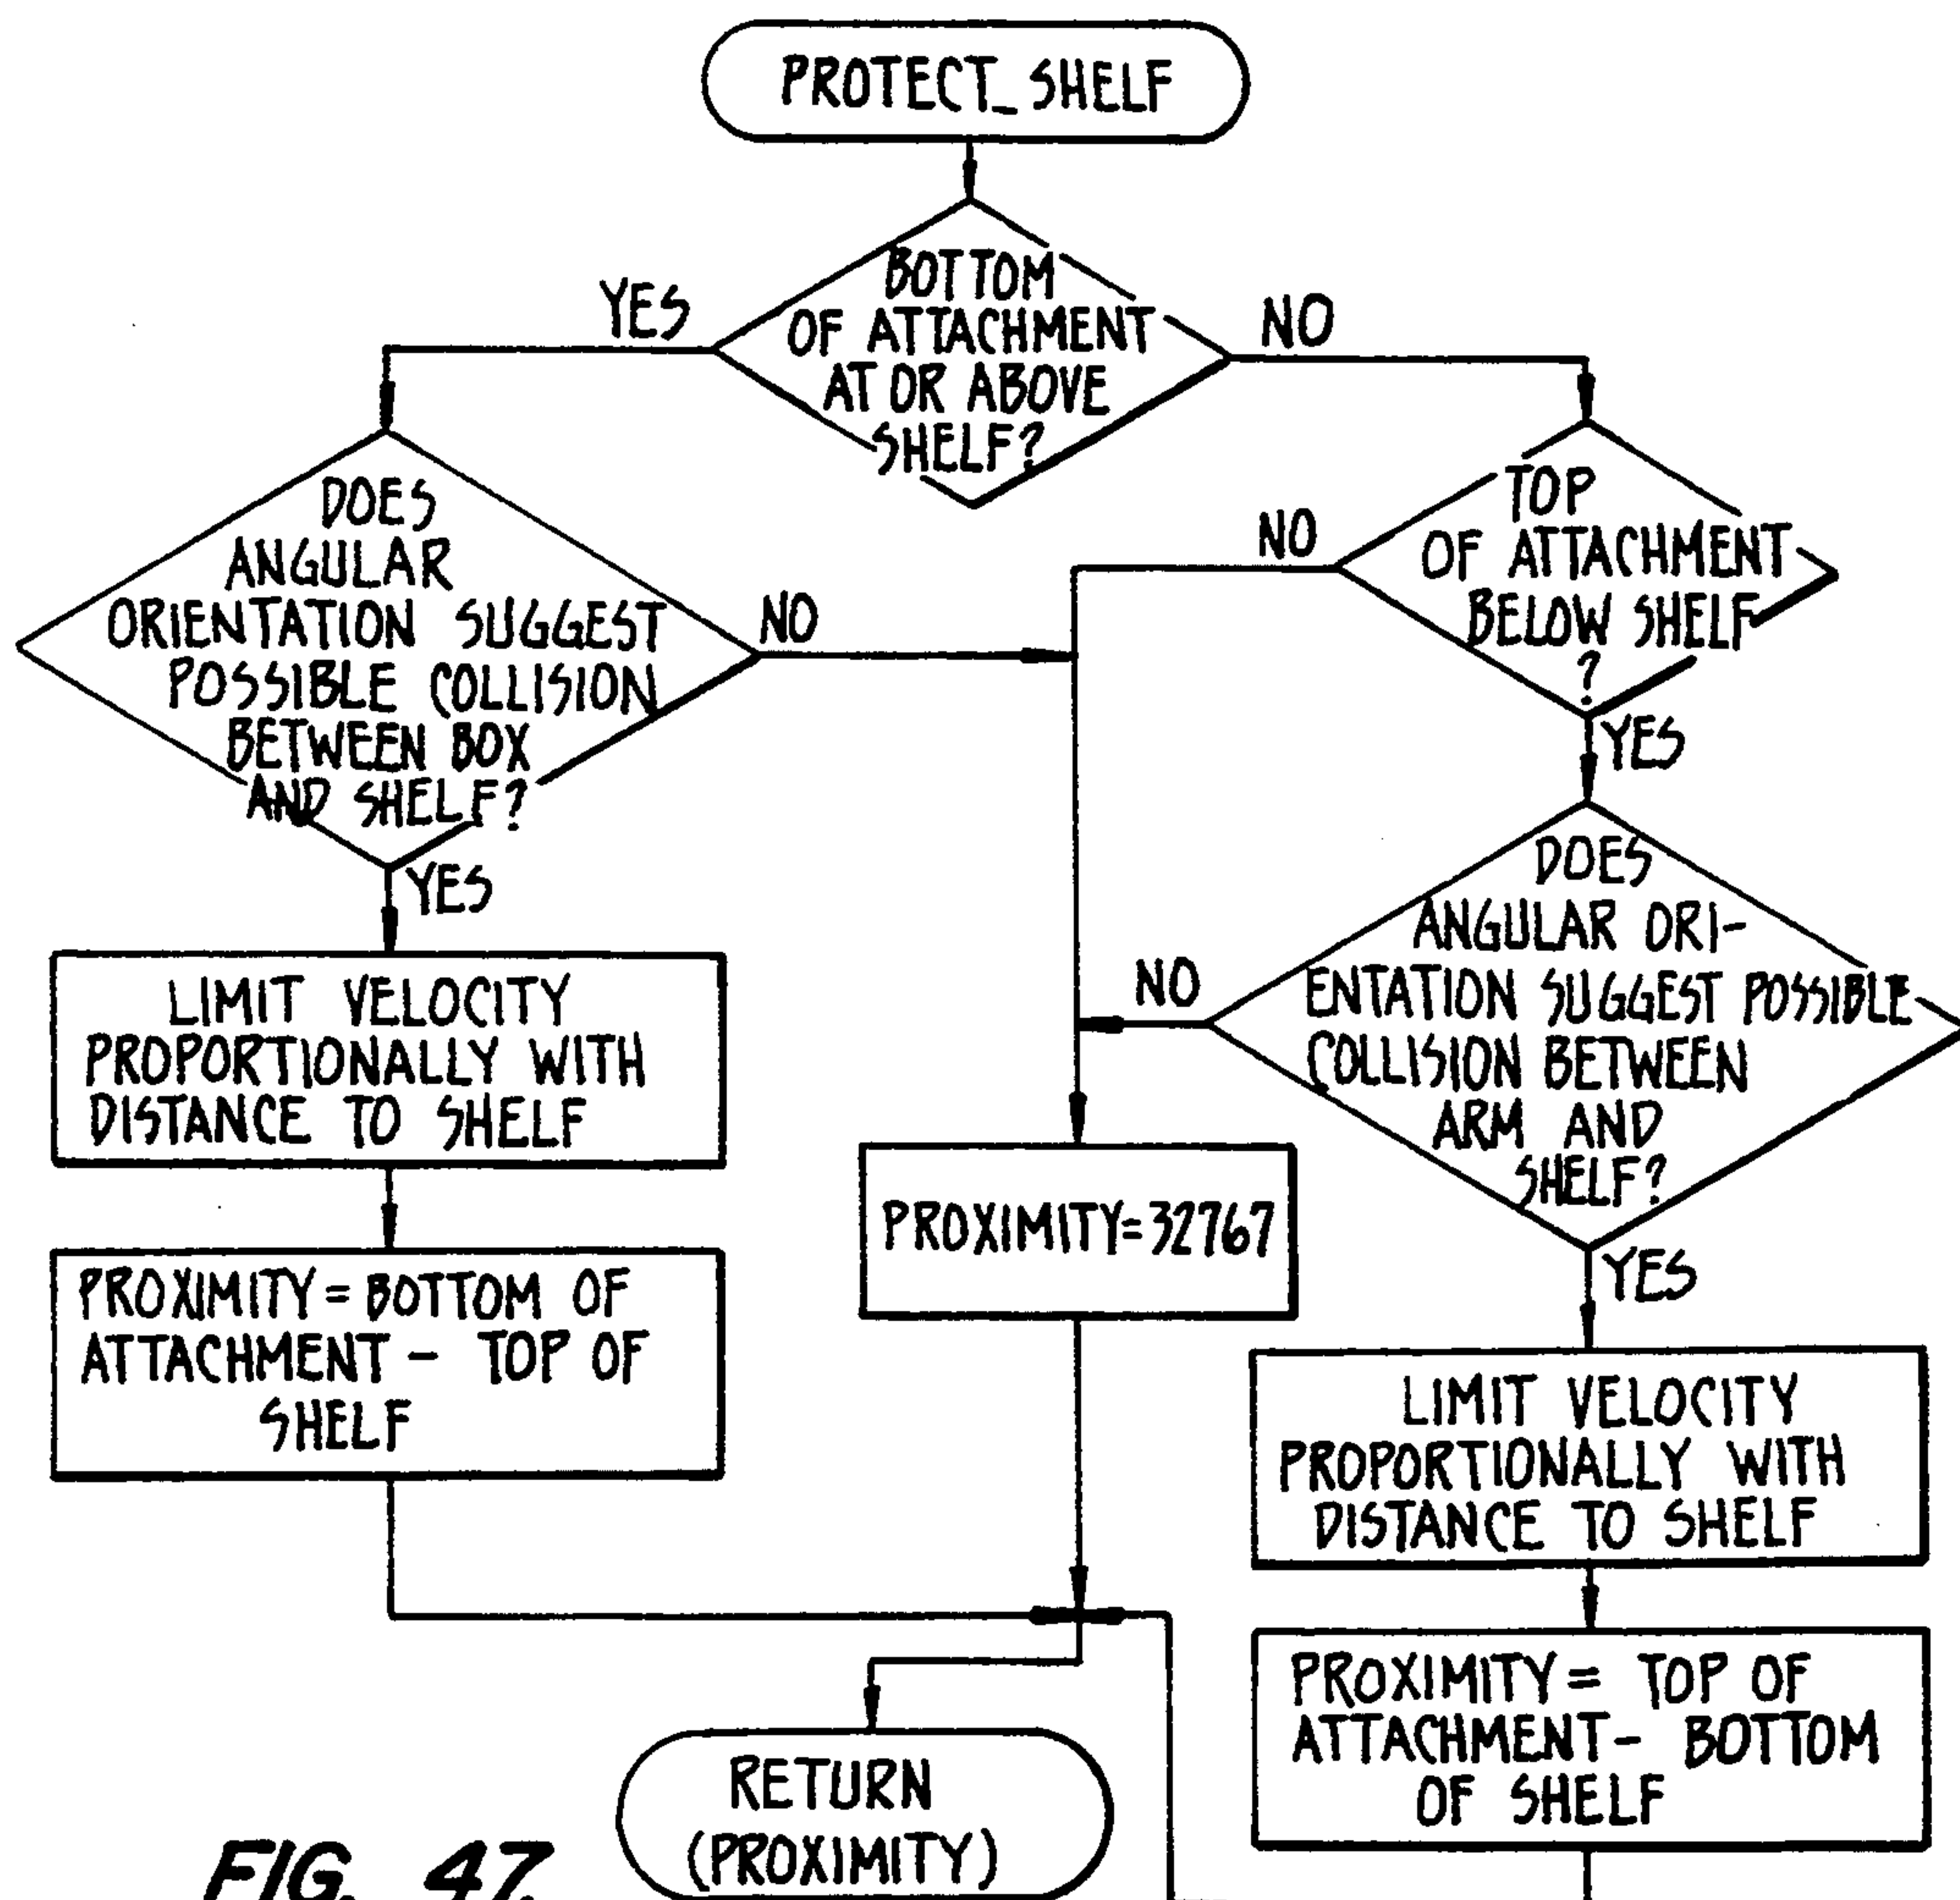 PROTECT_SHELF
BOTTOM
OF ATTACHMENT
AT OR ABOVE
SHELF?
YES
NO
DOES
ANGULAR
ORIENTATION SUGGEST
POSSIBLE COLLISION
BETWEEN BOX
AND SHELF?
NO
YES
TOP
OF ATTACHMENT
BELOW SHELF
?
NO
YES
DOES
ANGULAR ORI-
ENTATION SUGGEST POSSIBLE
COLLISION BETWEEN
ARM AND
SHELF?
NO
YES
LIMIT VELOCITY
PROPORTIONALLY WITH
DISTANCE TO SHELF
PROXIMITY=BOTTOM OF
ATTACHMENT - TOP OF
SHELF
PROXIMITY=32767
LIMIT VELOCITY
PROPORTIONALLY WITH
DISTANCE TO SHELF
PROXIMITY= TOP OF
ATTACHMENT- BOTTOM
OF SHELF
RETURN
(PROXIMITY)
FIG. 47.